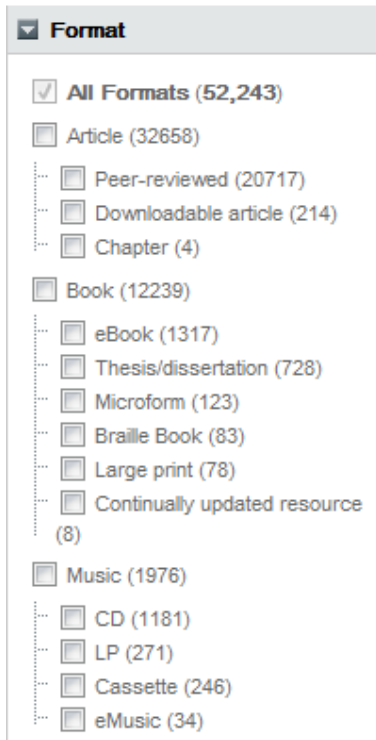 Format
All Formats (52,243)
Article (32658)
Peer-reviewed (20717)
Downloadable article (214)
Chapter (4)
Book (12239)
eBook (1317)
Thesis/dissertation (728)
Microform (123)
Braille Book (83)
Large print (78)
Continually updated resource
(8)
Music (1976)
CD (1181)
LP (271)
Cassette (246)
eMusic (34)